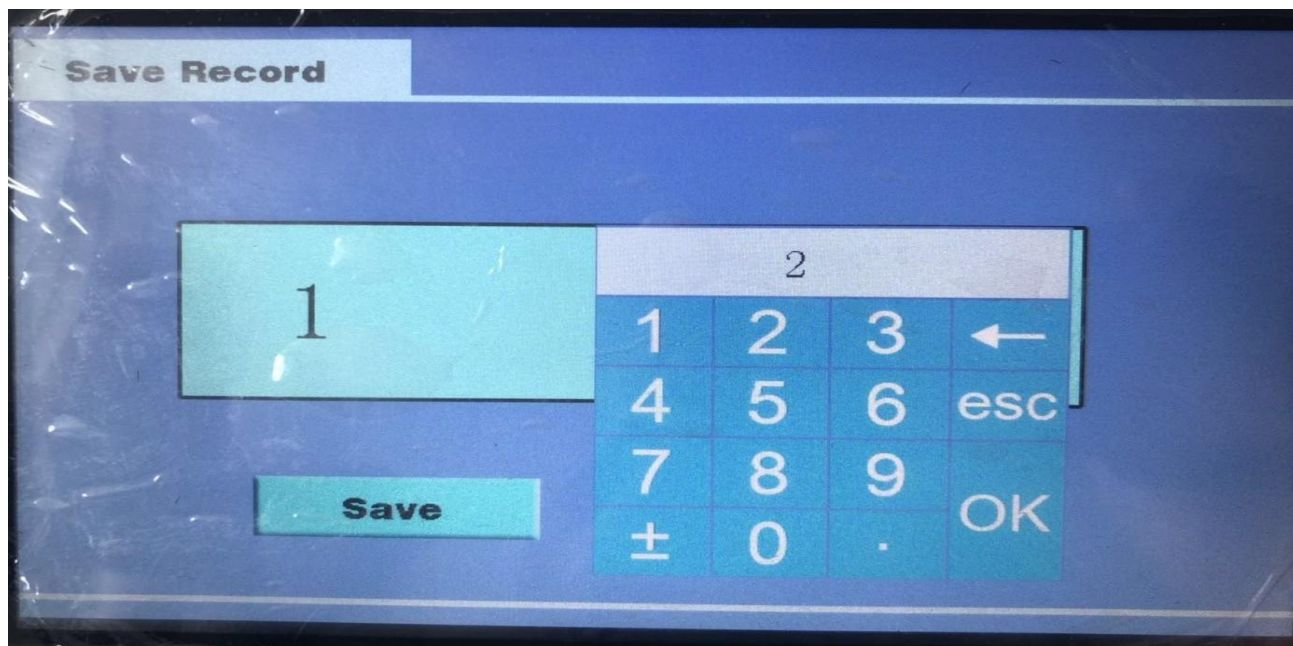 Save Record
2
1
1 2 3 ←
4 5 6 esc
7 8 9
OK
± 0 .
Save